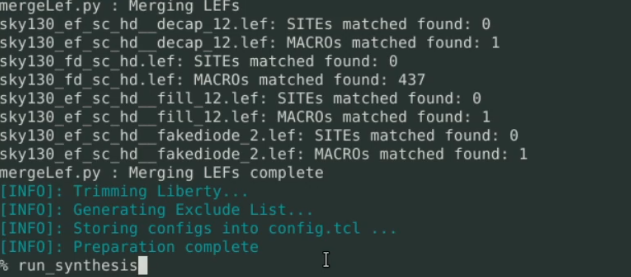 mergeLef.py : Merging LEFs
sky130_ef_sc_hd__decap_12.lef: SITEs matched found: 0
sky130_ef_sc_hd__decap_12.lef: MACROs matched found: 1
sky130_fd_sc_hd.lef: SITEs matched found: 0
sky130_fd_sc_hd.lef: MACROs matched found: 437
sky130_ef_sc_hd__fill_12.lef: SITEs matched found: 0
sky130_ef_sc_hd__fill_12.lef: MACROs matched found: 1
sky130_ef_sc_hd__fakediode_2.lef: SITEs matched found: 0
sky130_ef_sc_hd__fakediode_2.lef: MACROs matched found: 1
mergeLef.py : Merging LEFs complete
[INFO]: Trimming Liberty...
[INFO]: Generating Exclude List...
[INFO]: Storing configs into config.tcl ...
[INFO]: Preparation complete
% run_synthesis